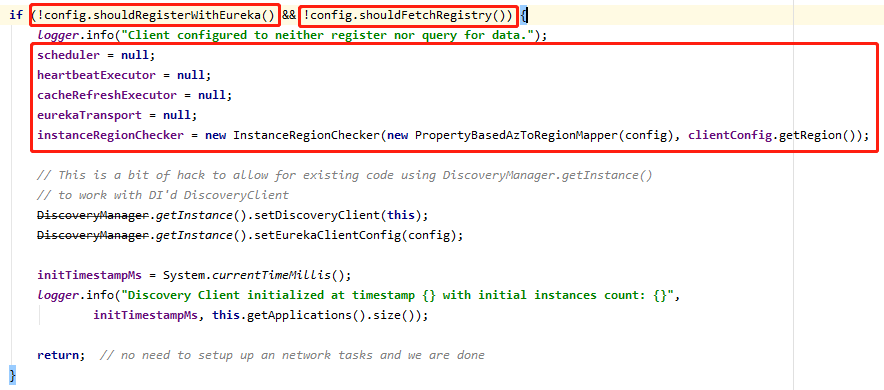 if (!config.shouldRegisterWithEureka() && !config.shouldFetchRegistry()) {
logger.info("Client configured to neither register nor query for data.");
scheduler = null;
heartbeatExecutor = null;
cacheRefreshExecutor = null;
eurekaTransport = null;
instanceRegionChecker = new InstanceRegionChecker(new PropertyBasedAzToRegionMapper(config), clientConfig.getRegion());
// This is a bit of hack to allow for existing code using DiscoveryManager.getInstance()
// to work with DI'd DiscoveryClient
DiscoveryManager.getInstance().setDiscoveryClient(this);
DiscoveryManager.getInstance().setEurekaClientConfig(config);
initTimestampMs = System.currentTimeMillis();
logger.info("Discovery Client initialized at timestamp {} with initial instances count: {}",
initTimestampMs, this.getApplications().size());
return;  // no need to setup up an network tasks and we are done
}